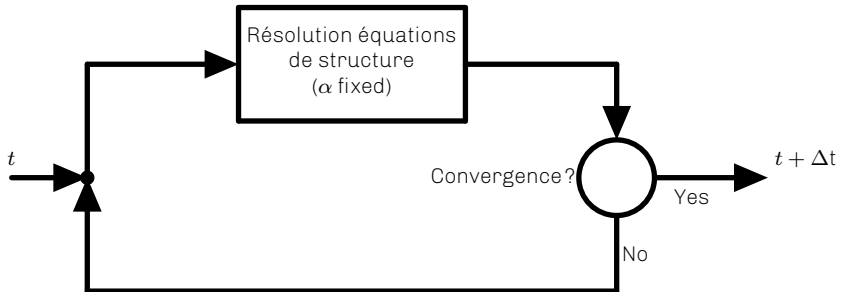 Résolution équations
de structure
(α fixed)
t
t + Δt
Convergence?
Yes
No